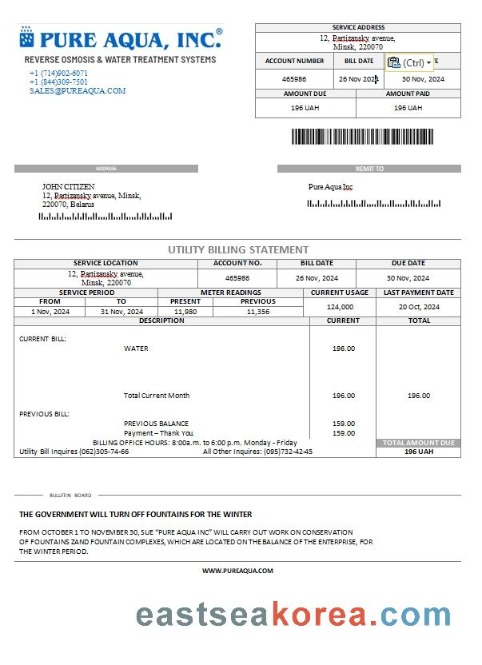 PURE AQUA, INC.®
REVERSE OSMOSIS & WATER TREATMENT SYSTEMS
+1 (714)902-6071
+1 (844)309-7501
SALES@PUREAQUA.COM
SERVICE ADDRESS
12, Partizansky avenue,
Minsk, 220070
ACCOUNT NUMBER BILL DATE (Ctrl) TE
465986 26 Nov 2024 30 Nov, 2024
AMOUNT DUE AMOUNT PAID
196 UAH 196 UAH
ADDRESS REMIT TO
JOHN CITIZEN Pure Aqua Inc
12, Partizansky avenue, Minsk,
220070, Belarus
UTILITY BILLING STATEMENT
SERVICE LOCATION ACCOUNT NO. BILL DATE DUE DATE
12, Partizansky avenue,
Minsk, 220070 465986 26 Nov, 2024 30 Nov, 2024
SERVICE PERIOD METER READINGS CURRENT USAGE LAST PAYMENT DATE
FROM TO PRESENT PREVIOUS 124,000 20 Oct, 2024
1 Nov, 2024 31 Nov, 2024 11,980 11,356
DESCRIPTION CURRENT TOTAL
CURRENT BILL:
WATER 196.00
Total Current Month 196.00 196.00
PREVIOUS BILL:
PREVIOUS BALANCE 159.00
Payment – Thank You 159.00
BILLING OFFICE HOURS: 8:00a.m. to 6:00 p.m. Monday - Friday TOTAL AMOUNT DUE
Utility Bill Inquires (062)305-74-66 All Other Inquires: (095)732-42-45 196 UAH
BULLETIN BOARD
THE GOVERNMENT WILL TURN OFF FOUNTAINS FOR THE WINTER
FROM OCTOBER 1 TO NOVEMBER 30, SUE "PURE AQUA INC" WILL CARRY OUT WORK ON CONSERVATION
OF FOUNTAINS ZAND FOUNTAIN COMPLEXES, WHICH ARE LOCATED ON THE BALANCE OF THE ENTERPRISE, FOR
THE WINTER PERIOD.
WWW.PUREAQUA.COM
eastseakorea.com